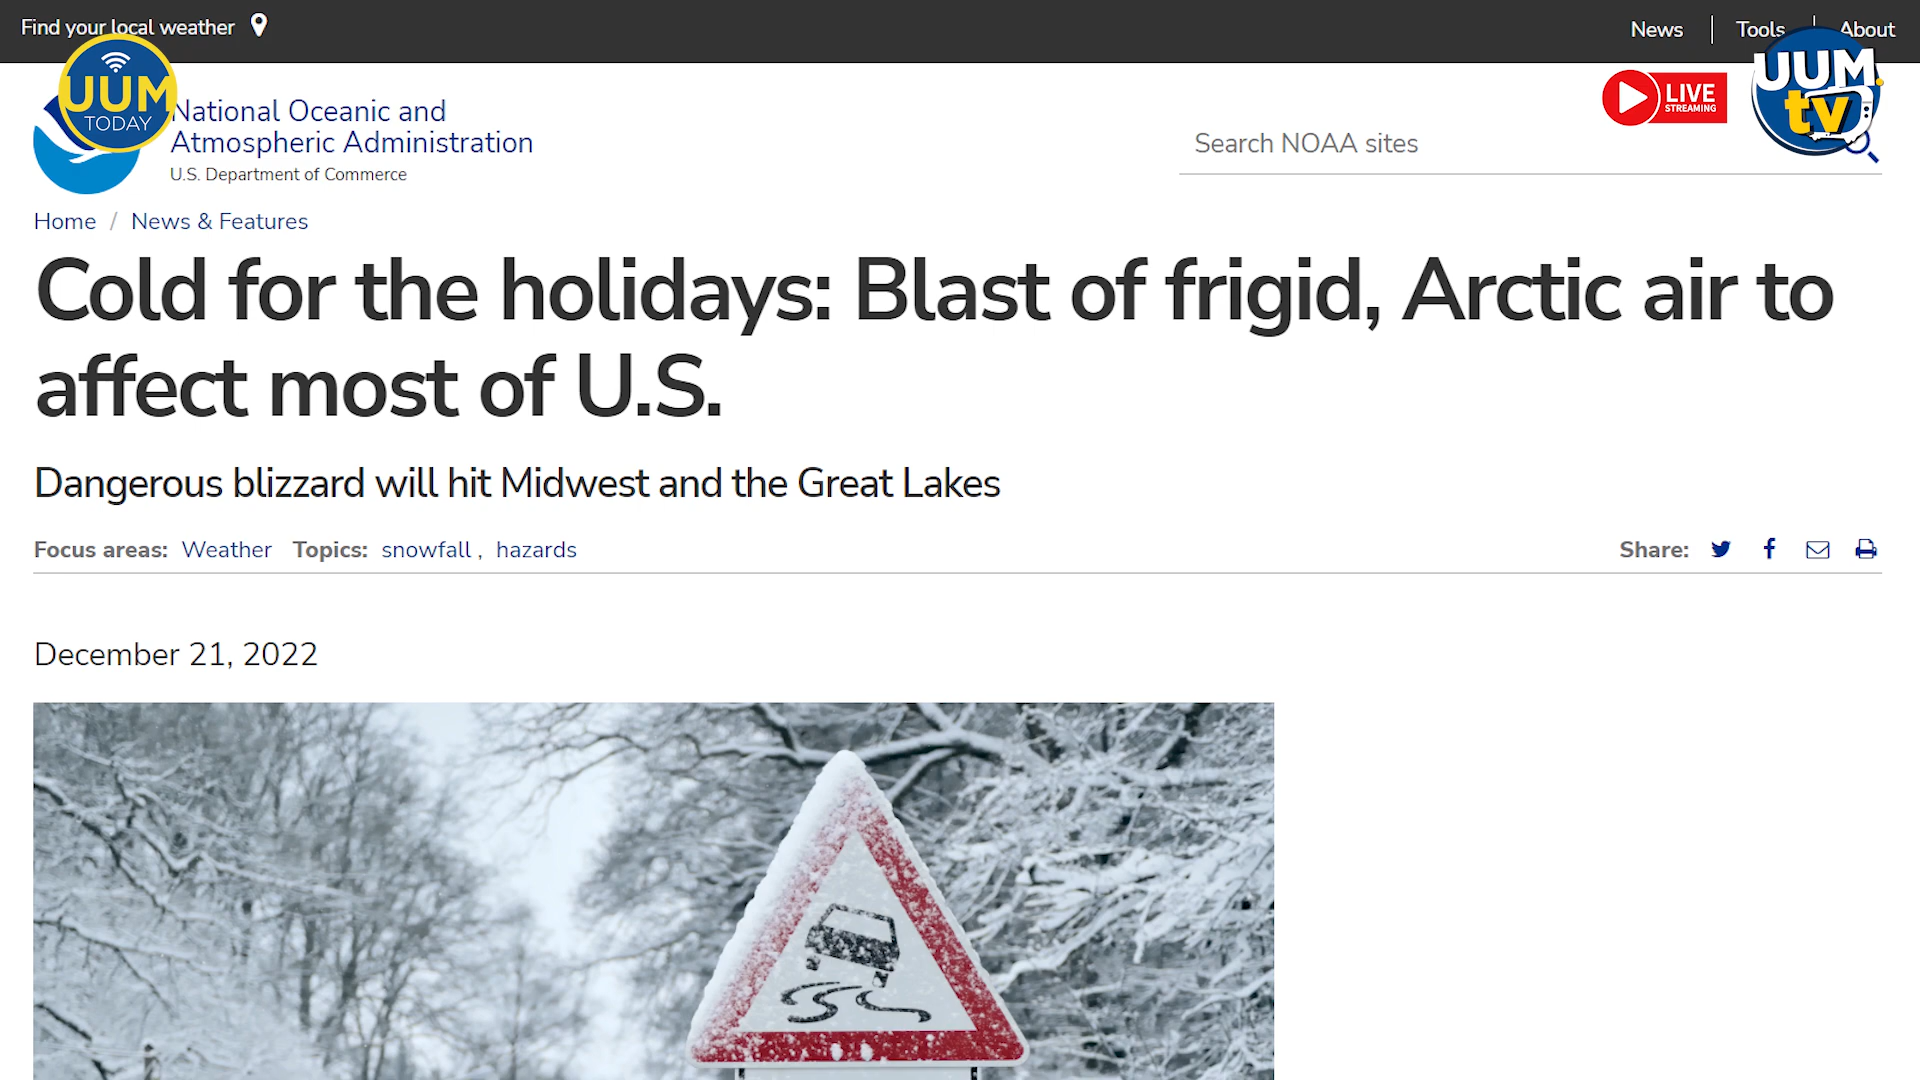 Find your local weather
News
Tools
About
UUM
TODAY
National Oceanic and
Atmospheric Administration
U.S. Department of Commerce
LIVE
STREAMING
UUM
tv
Search NOAA sites
Home / News & Features
Cold for the holidays: Blast of frigid, Arctic air to
affect most of U.S.
Dangerous blizzard will hit Midwest and the Great Lakes
Focus areas: Weather Topics: snowfall , hazards
Share:
December 21, 2022